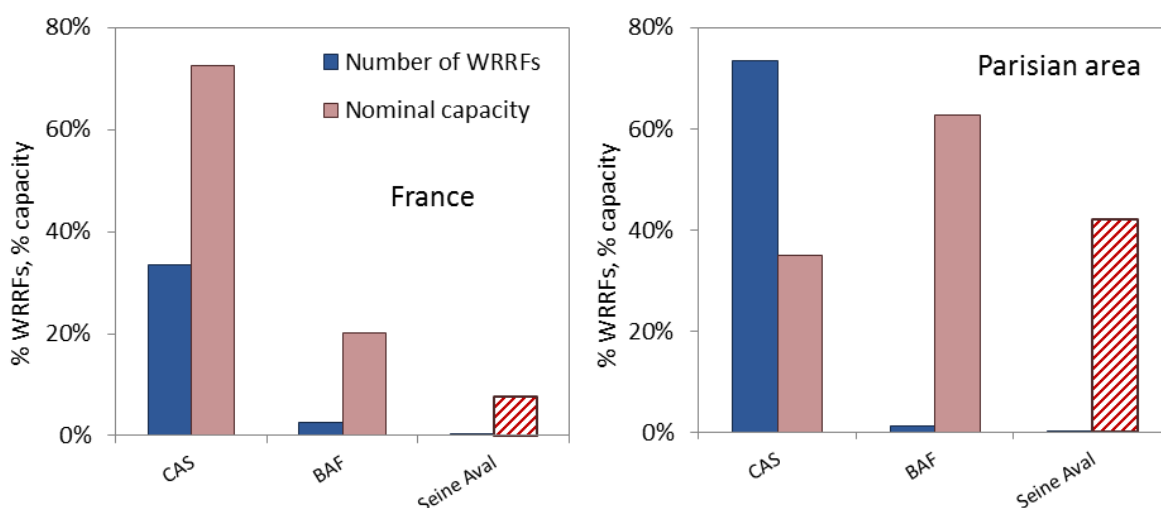 80%
60%
40%
20%
0%
% WRRFs, % capacity
Number of WRRFs
Nominal capacity
France
CAS
BAF
Seine Aval
80%
60%
40%
20%
0%
% WRRFs, % capacity
Parisian area
CAS
BAF
Seine Aval